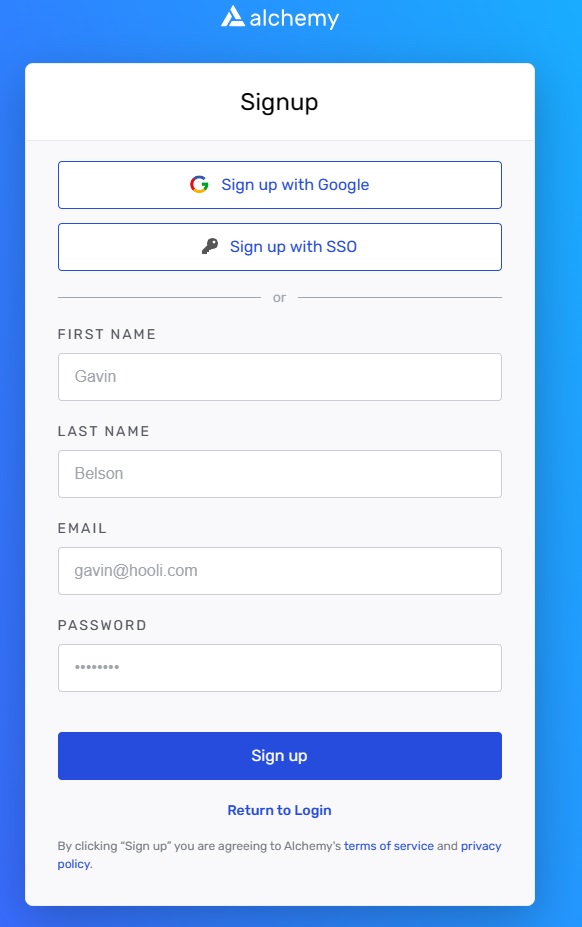 alchemy
Signup
Sign up with Google
Sign up with SSO
or
FIRST NAME
Gavin
LAST NAME
Belson
EMAIL
gavin@hooli.com
PASSWORD
••••••••
Sign up
Return to Login
By clicking “Sign up” you are agreeing to Alchemy's terms of service and privacy
policy.